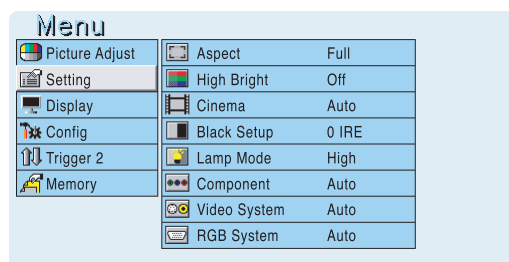 Menu
Picture Adjust
Setting
Display
Config
Trigger 2
Memory
Aspect Full
High Bright Off
Cinema Auto
Black Setup 0 IRE
Lamp Mode High
Component Auto
Video System Auto
RGB System Auto